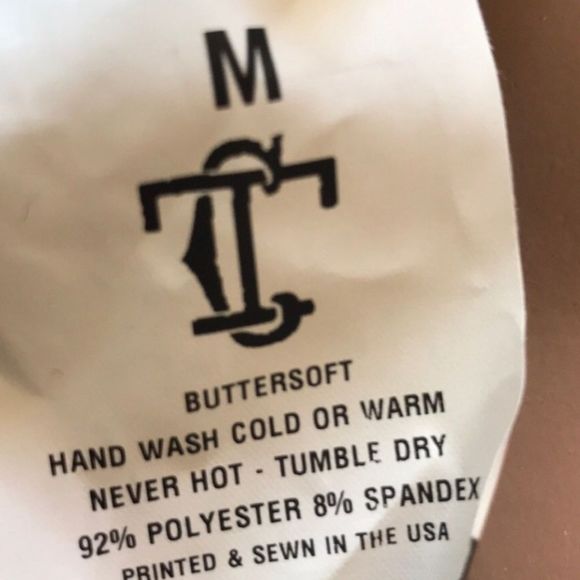 M
BUTTERSOFT
HAND WASH COLD OR WARM
NEVER HOT - TUMBLE DRY
92% POLYESTER 8% SPANDEX
PRINTED & SEWN IN THE USA